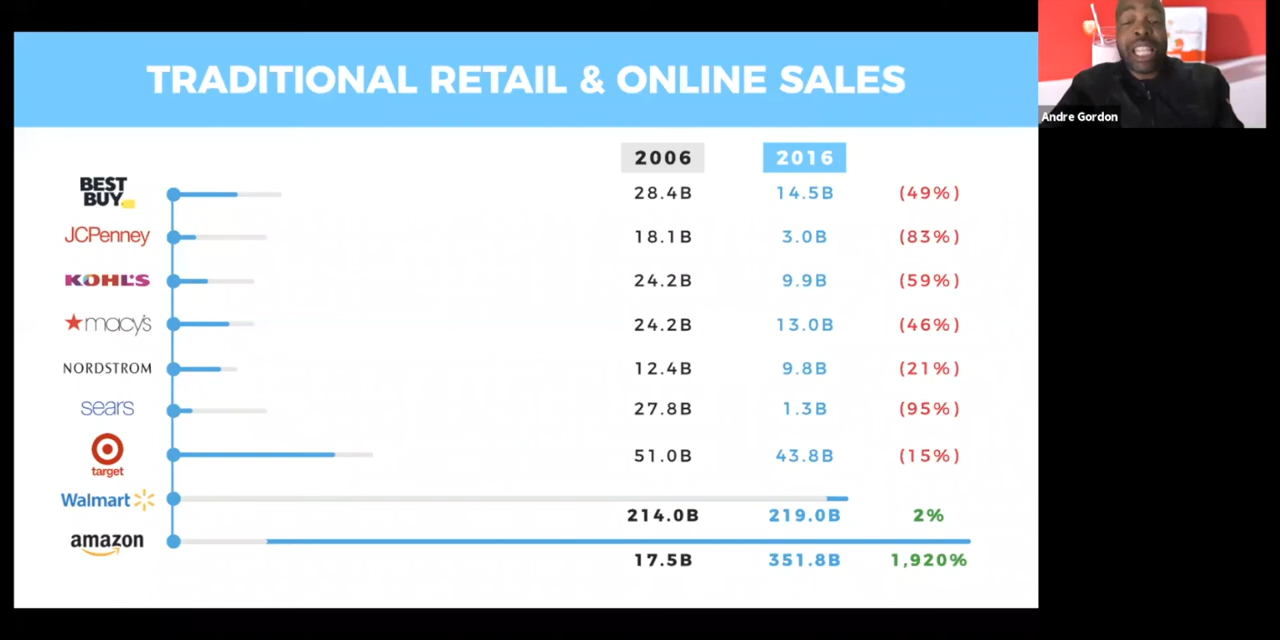 TRADITIONAL RETAIL & ONLINE SALES
Andre Gordon
2006 2016
BEST BUY 28.4B 14.5B (49%)
JCPenney 18.1B 3.0B (83%)
KOHL'S 24.2B 9.9B (59%)
macy's 24.2B 13.0B (46%)
NORDSTROM 12.4B 9.8B (21%)
sears 27.8B 1.3B (95%)
target 51.0B 43.8B (15%)
Walmart 214.0B 219.0B 2%
amazon 17.5B 351.8B 1,920%